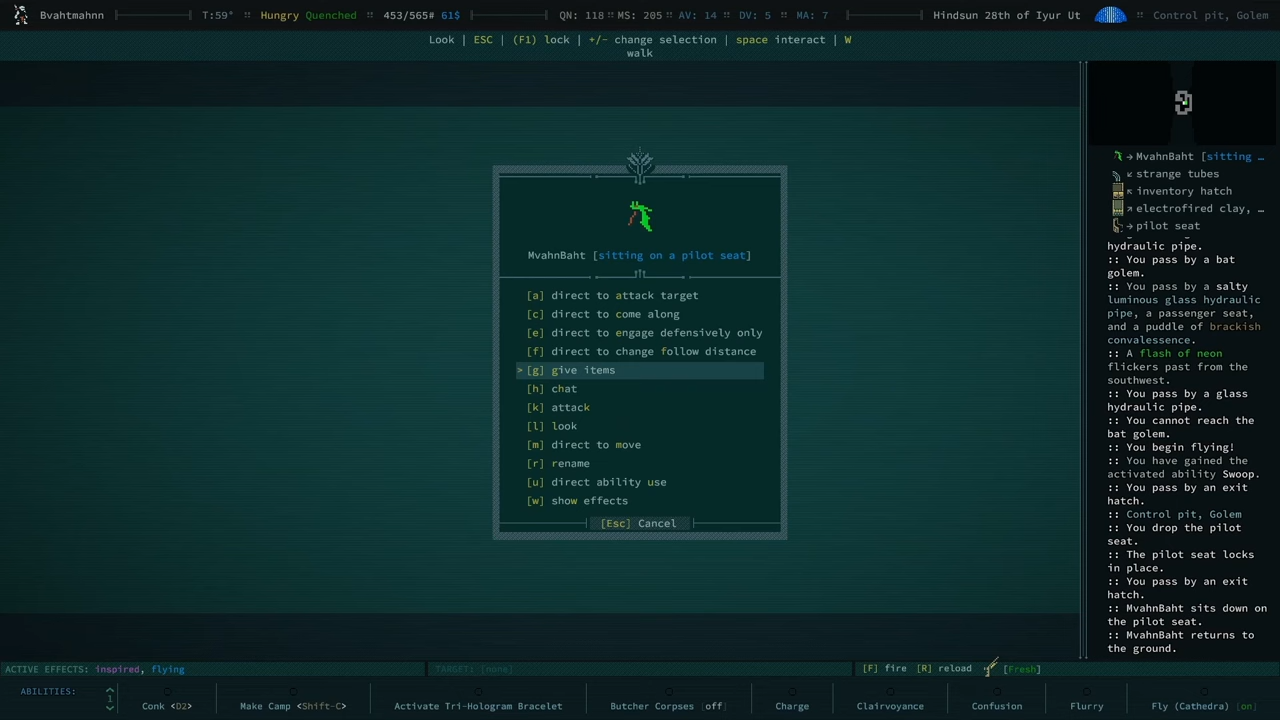 Bvahtmahnn T:59° Hungry Quenched :: 453/565# 61$ QN: 118 :: MS: 205 :: AV: 14 :: DV: 5 :: MA: 7 Hindsun 28th of Iyur Ut :: Control pit, Golem
Look | ESC | (F1) lock | +/- change selection | space interact | W
walk
MvahnBaht [sitting on a pilot seat]
[a] direct to attack target
[c] direct to come along
[e] direct to engage defensively only
[f] direct to change follow distance
> [g] give items
[h] chat
[k] attack
[l] look
[m] direct to move
[r] rename
[u] direct ability use
[w] show effects
[Esc] Cancel
MvahnBaht [sitting …
strange tubes
inventory hatch
electrofired clay, …
pilot seat
hydraulic pipe.
:: You pass by a bat
golem.
:: You pass by a salty
luminous glass hydraulic
pipe, a passenger seat,
and a puddle of brackish
convalessence.
:: A flash of neon
flickers past from the
southwest.
:: You pass by a glass
hydraulic pipe.
:: You cannot reach the
bat golem.
:: You begin flying!
:: You have gained the
activated ability Swoop.
:: You pass by an exit
hatch.
:: Control pit, Golem
:: You drop the pilot
seat.
:: The pilot seat locks
in place.
:: You pass by an exit
hatch.
:: MvahnBaht sits down on
the pilot seat.
:: MvahnBaht returns to
the ground.
ACTIVE EFFECTS: inspired, flying
TARGET: [none]
[F] fire [R] reload [Fresh]
ABILITIES: 1 Conk <D2> Make Camp <Shift-C> Activate Tri-Hologram Bracelet Butcher Corpses [off] Charge Clairvoyance Confusion Flurry Fly (Cathedra) [on]